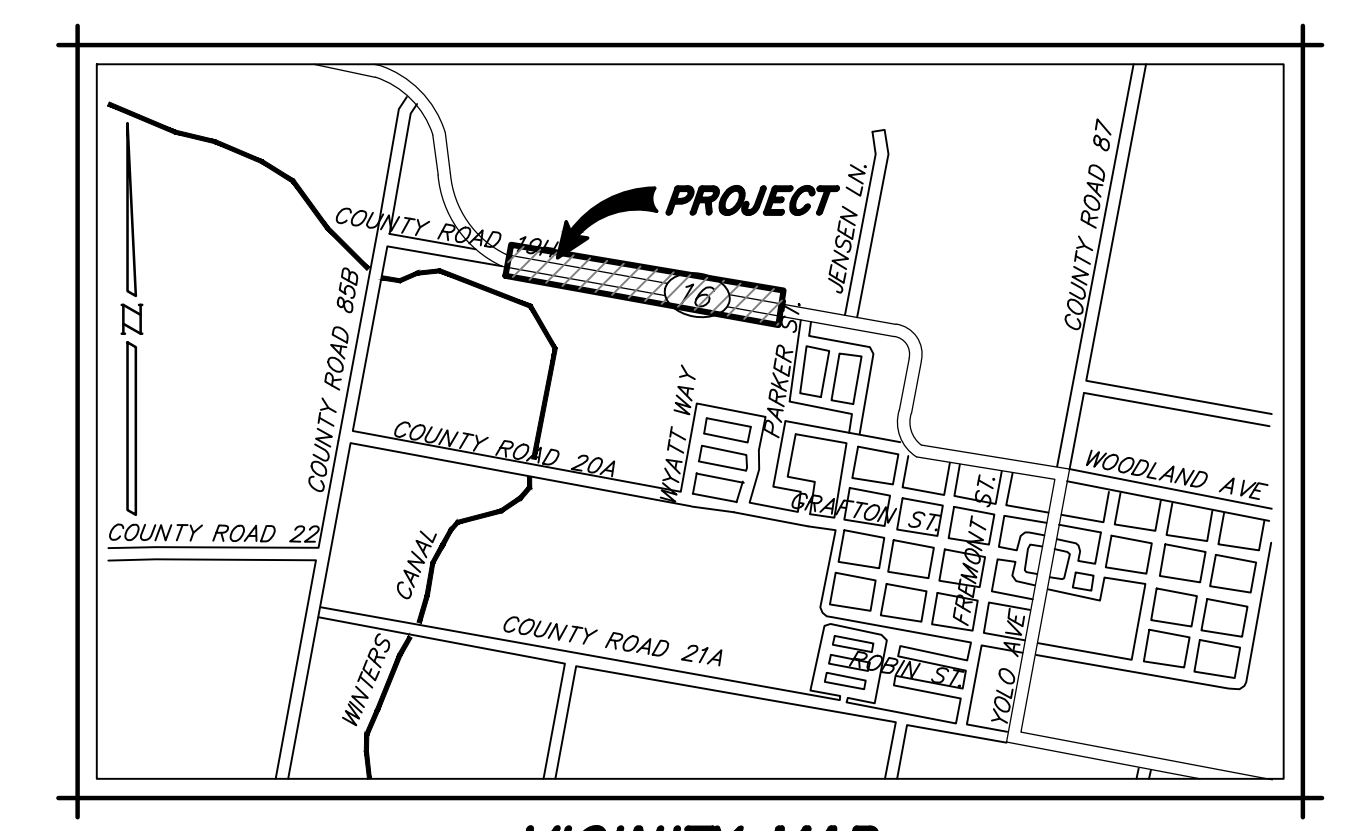 PROJECT
JENSEN LN.
COUNTY ROAD 87
COUNTY ROAD 19H
16
N
COUNTY ROAD 85B
PARKER ST.
WYATT WAY
COUNTY ROAD 20A
WOODLAND AVE
GRAFTON ST.
FREMONT ST.
COUNTY ROAD 22
CANAL
COUNTY ROAD 21A
ROBIN ST.
YOLO AVE
WINTERS
VICINITY MAP